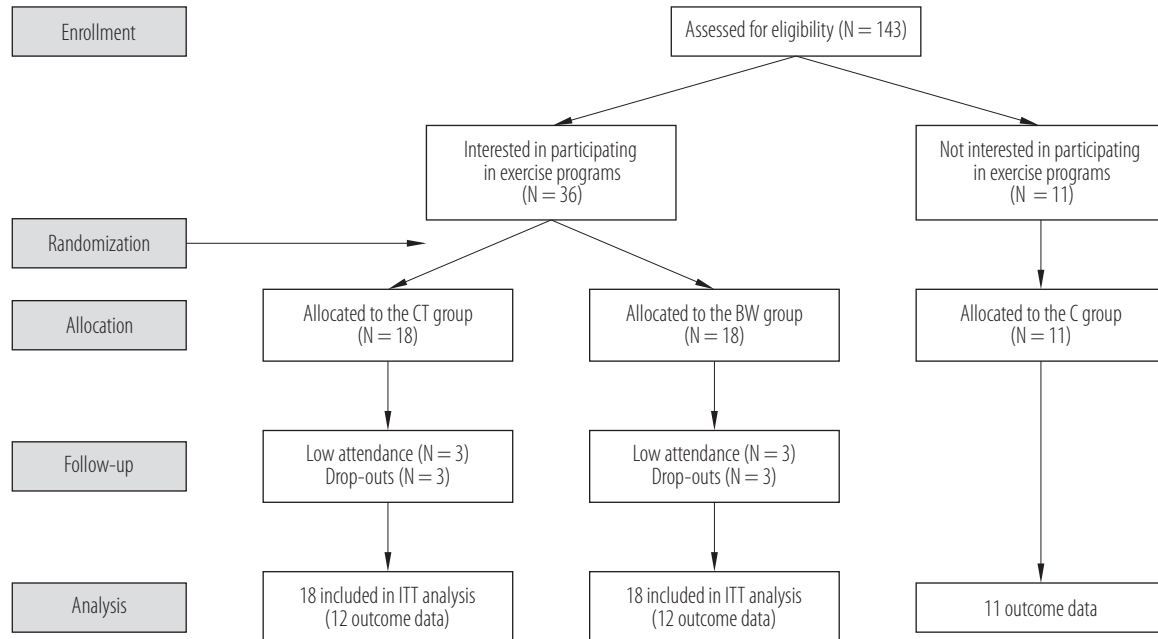 Enrollment
Assessed for eligibility (N = 143)
Interested in participating
in exercise programs
(N = 36)
Not interested in participating
in exercise programs
(N = 11)
Randomization
Allocation
Allocated to the CT group
(N = 18)
Allocated to the BW group
(N = 18)
Allocated to the C group
(N = 11)
Follow-up
Low attendance (N = 3)
Drop-outs (N = 3)
Low attendance (N = 3)
Drop-outs (N = 3)
Analysis
18 included in ITT analysis
(12 outcome data)
18 included in ITT analysis
(12 outcome data)
11 outcome data